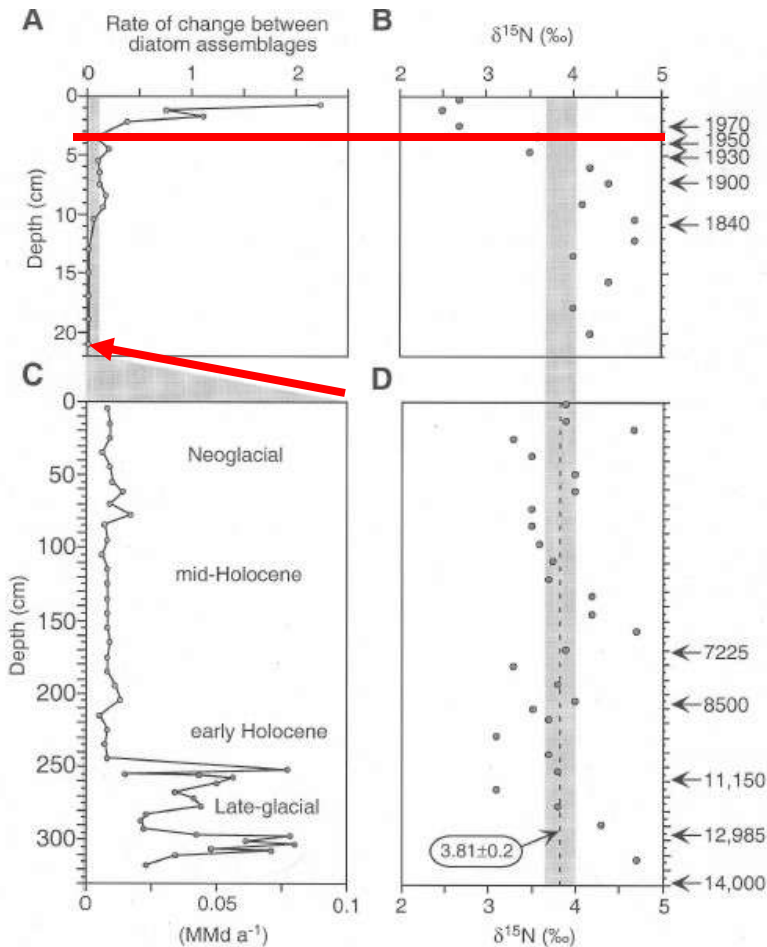 A
Rate of change between
diatom assemblages
0 1 2
B
δ15N (‰)
2 3 4 5
0
5
10
15
20
Depth (cm)
1970
1950
1930
1900
1840
C
0
50
100
150
200
250
300
Depth (cm)
Neoglacial
mid-Holocene
early Holocene
Late-glacial
0.05 0.1
(MMd a⁻¹)
D
3.81±0.2
7225
8500
11,150
12,985
14,000
2 3 4 5
δ15N (‰)